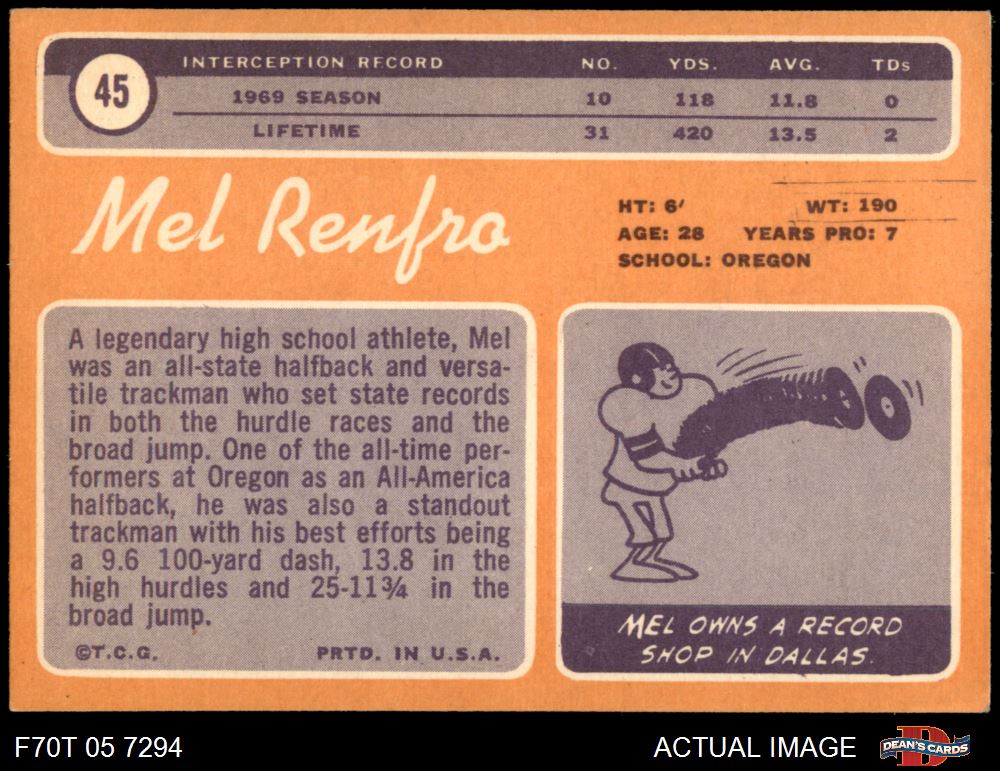 45
INTERCEPTION RECORD NO. YDS. AVG. TDs
1969 SEASON 10 118 11.8 0
LIFETIME 31 420 13.5 2
Mel Renfro
HT: 6' WT: 190
AGE: 28 YEARS PRO: 7
SCHOOL: OREGON
A legendary high school athlete, Mel
was an all-state halfback and versa-
tile trackman who set state records
in both the hurdle races and the
broad jump. One of the all-time per-
formers at Oregon as an All-America
halfback, he was also a standout
trackman with his best efforts being
a 9.6 100-yard dash, 13.8 in the
high hurdles and 25-11¾ in the
broad jump.
©T.C.G. PRTD. IN U.S.A.
MEL OWNS A RECORD
SHOP IN DALLAS.
F70T 05 7294
ACTUAL IMAGE
DEAN'S CARDS